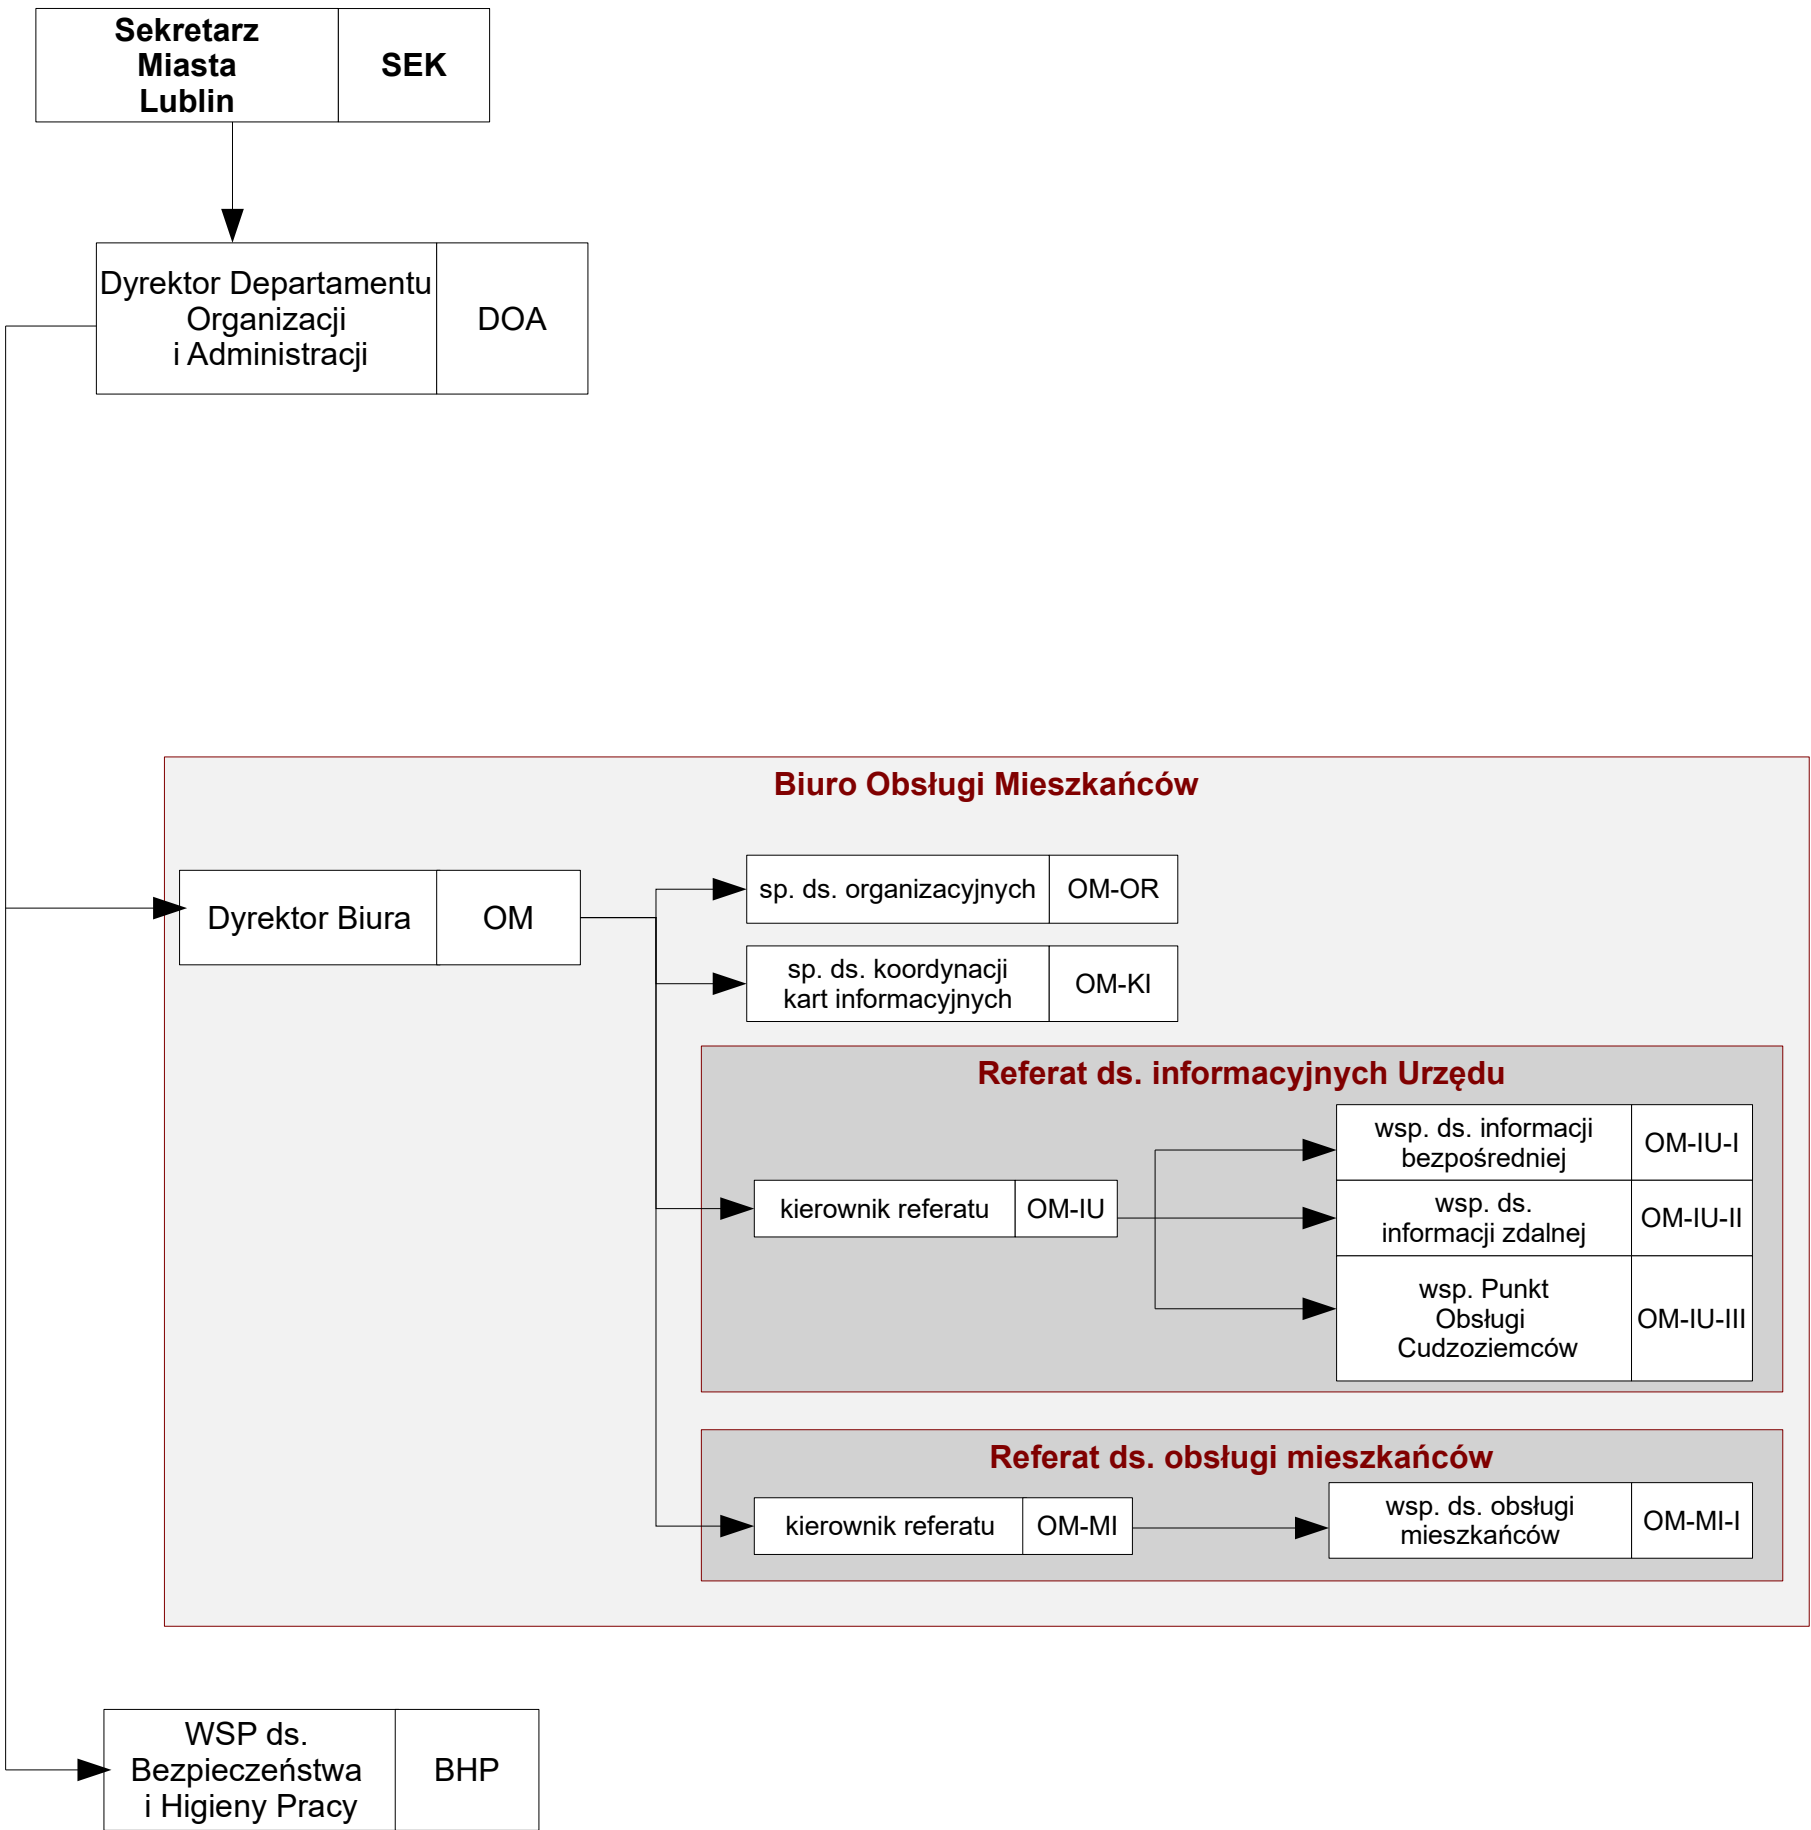 Sekretarz
Miasta
Lublin
SEK
Dyrektor Departamentu
Organizacji
i Administracji
DOA
Biuro Obsługi Mieszkańców
Dyrektor Biura
OM
sp. ds. organizacyjnych
OM-OR
sp. ds. koordynacji
kart informacyjnych
OM-KI
Referat ds. informacyjnych Urzędu
kierownik referatu
OM-IU
wsp. ds. informacji
bezpośredniej
OM-IU-I
wsp. ds.
informacji zdalnej
OM-IU-II
wsp. Punkt
Obsługi
Cudzoziemców
OM-IU-III
Referat ds. obsługi mieszkańców
kierownik referatu
OM-MI
wsp. ds. obsługi
mieszkańców
OM-MI-I
WSP ds.
Bezpieczeństwa
i Higieny Pracy
BHP